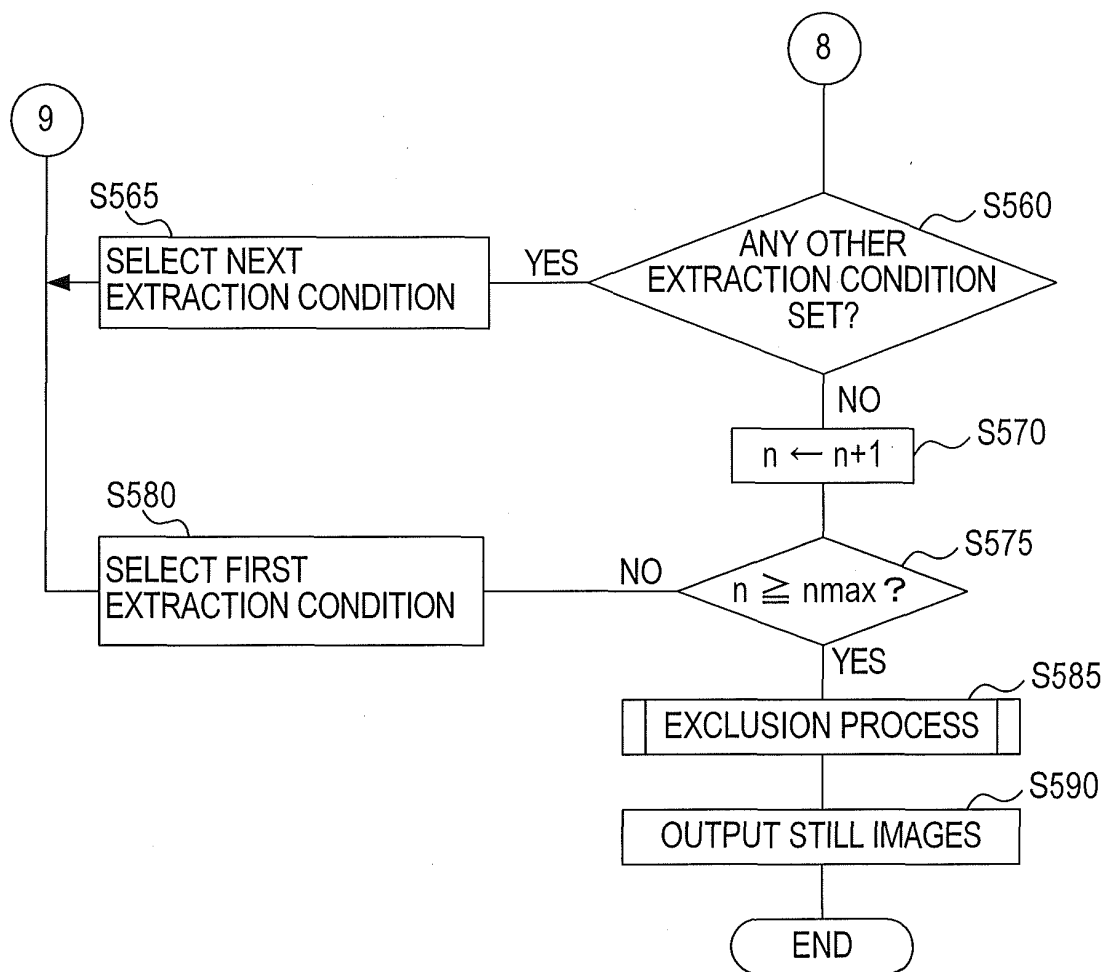 8
9
S565
SELECT NEXT
EXTRACTION CONDITION
YES
S560
ANY OTHER
EXTRACTION CONDITION
SET?
NO
S570
n ← n+1
S580
SELECT FIRST
EXTRACTION CONDITION
NO
S575
n ≧ nmax ?
YES
S585
EXCLUSION PROCESS
S590
OUTPUT STILL IMAGES
END